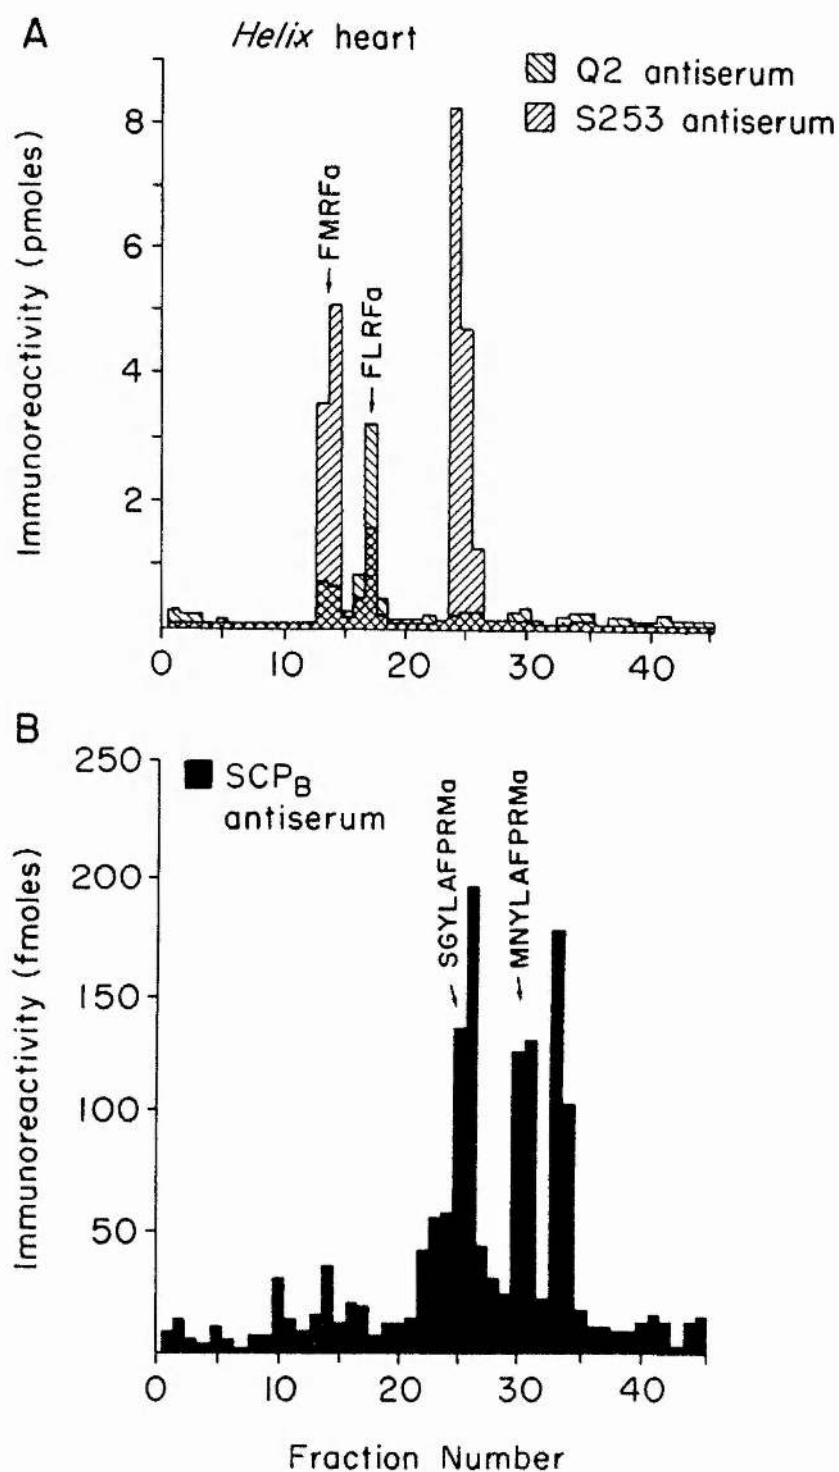 A
Helix heart
Q2 antiserum
S253 antiserum
Immunoreactivity (pmoles)
8
6
4
2
FMRFa
FLRFa
0 10 20 30 40
B
SCPB
antiserum
Immunoreactivity (fmoles)
250
200
150
100
50
SGYLAFPRMa
MNYLAFPRMa
0 10 20 30 40
Fraction Number